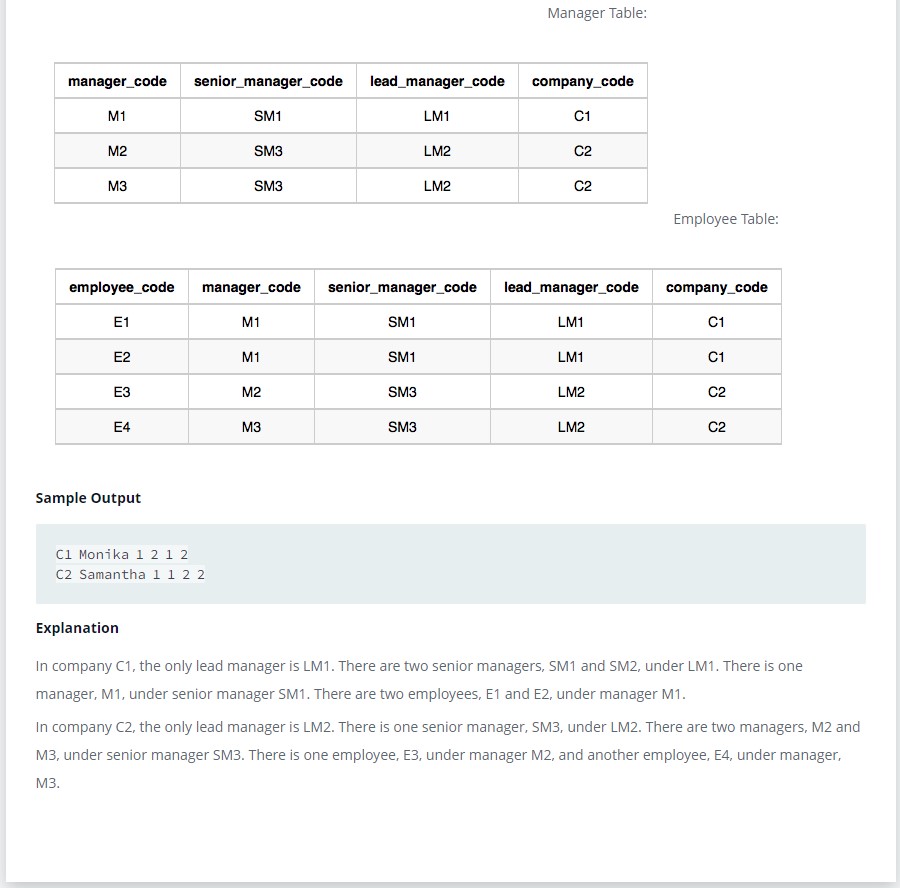 Manager Table:
manager_code senior_manager_code lead_manager_code company_code
M1 SM1 LM1 C1
M2 SM3 LM2 C2
M3 SM3 LM2 C2
Employee Table:
employee_code manager_code senior_manager_code lead_manager_code company_code
E1 M1 SM1 LM1 C1
E2 M1 SM1 LM1 C1
E3 M2 SM3 LM2 C2
E4 M3 SM3 LM2 C2
Sample Output
C1 Monika 1 2 1 2
C2 Samantha 1 1 2 2
Explanation
In company C1, the only lead manager is LM1. There are two senior managers, SM1 and SM2, under LM1. There is one
manager, M1, under senior manager SM1. There are two employees, E1 and E2, under manager M1.
In company C2, the only lead manager is LM2. There is one senior manager, SM3, under LM2. There are two managers, M2 and
M3, under senior manager SM3. There is one employee, E3, under manager M2, and another employee, E4, under manager,
M3.